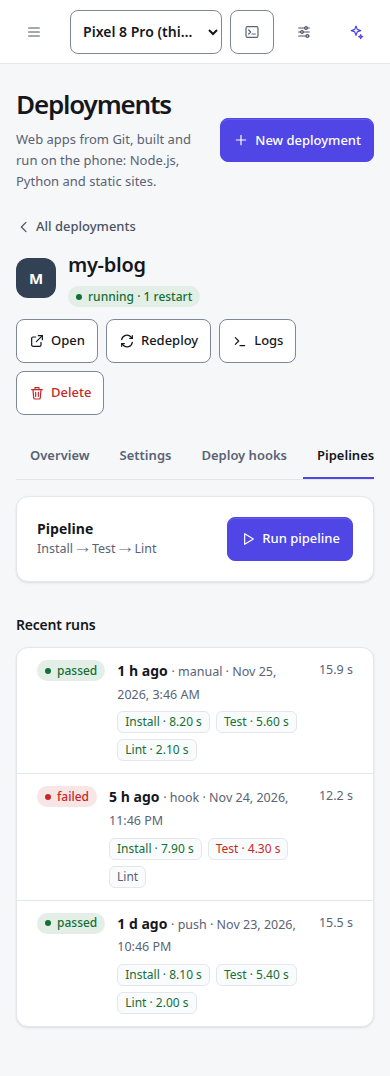 Pixel 8 Pro (thi...
Deployments
Web apps from Git, built and
run on the phone: Node.js,
Python and static sites.
New deployment
All deployments
M
my-blog
running · 1 restart
Open
Redeploy
Logs
Delete
Overview
Settings
Deploy hooks
Pipelines
Pipeline
Install → Test → Lint
Run pipeline
Recent runs
passed
1 h ago · manual · Nov 25,
2026, 3:46 AM
15.9 s
Install · 8.20 s
Test · 5.60 s
Lint · 2.10 s
failed
5 h ago · hook · Nov 24, 2026,
11:46 PM
12.2 s
Install · 7.90 s
Test · 4.30 s
Lint
passed
1 d ago · push · Nov 23, 2026,
10:46 PM
15.5 s
Install · 8.10 s
Test · 5.40 s
Lint · 2.00 s